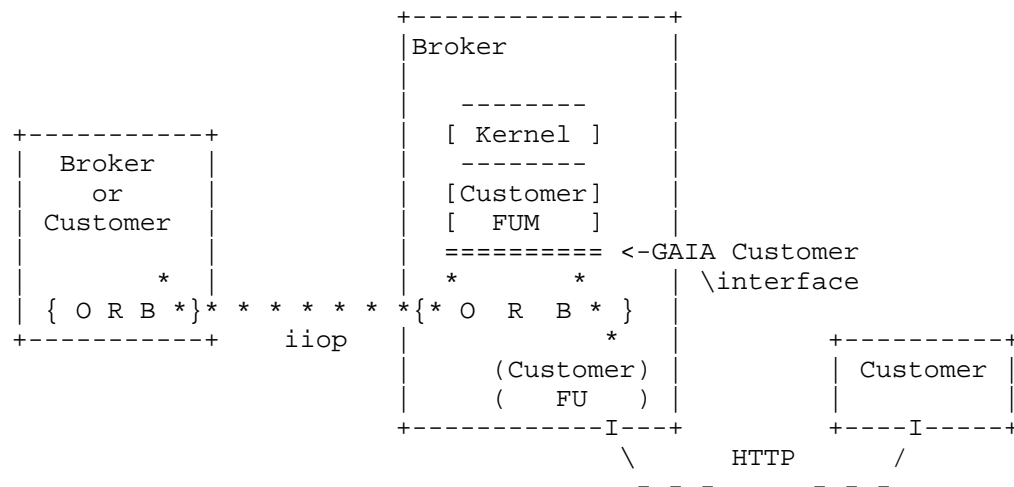 Broker
[ Kernel ]
Broker
or
[Customer]
Customer
[ FUM ]
<-GAIA Customer
\interface
{ O R B *}* * * * * * *{* O R B * }
iiop
(Customer)
Customer
( FU )
I
I
HTTP